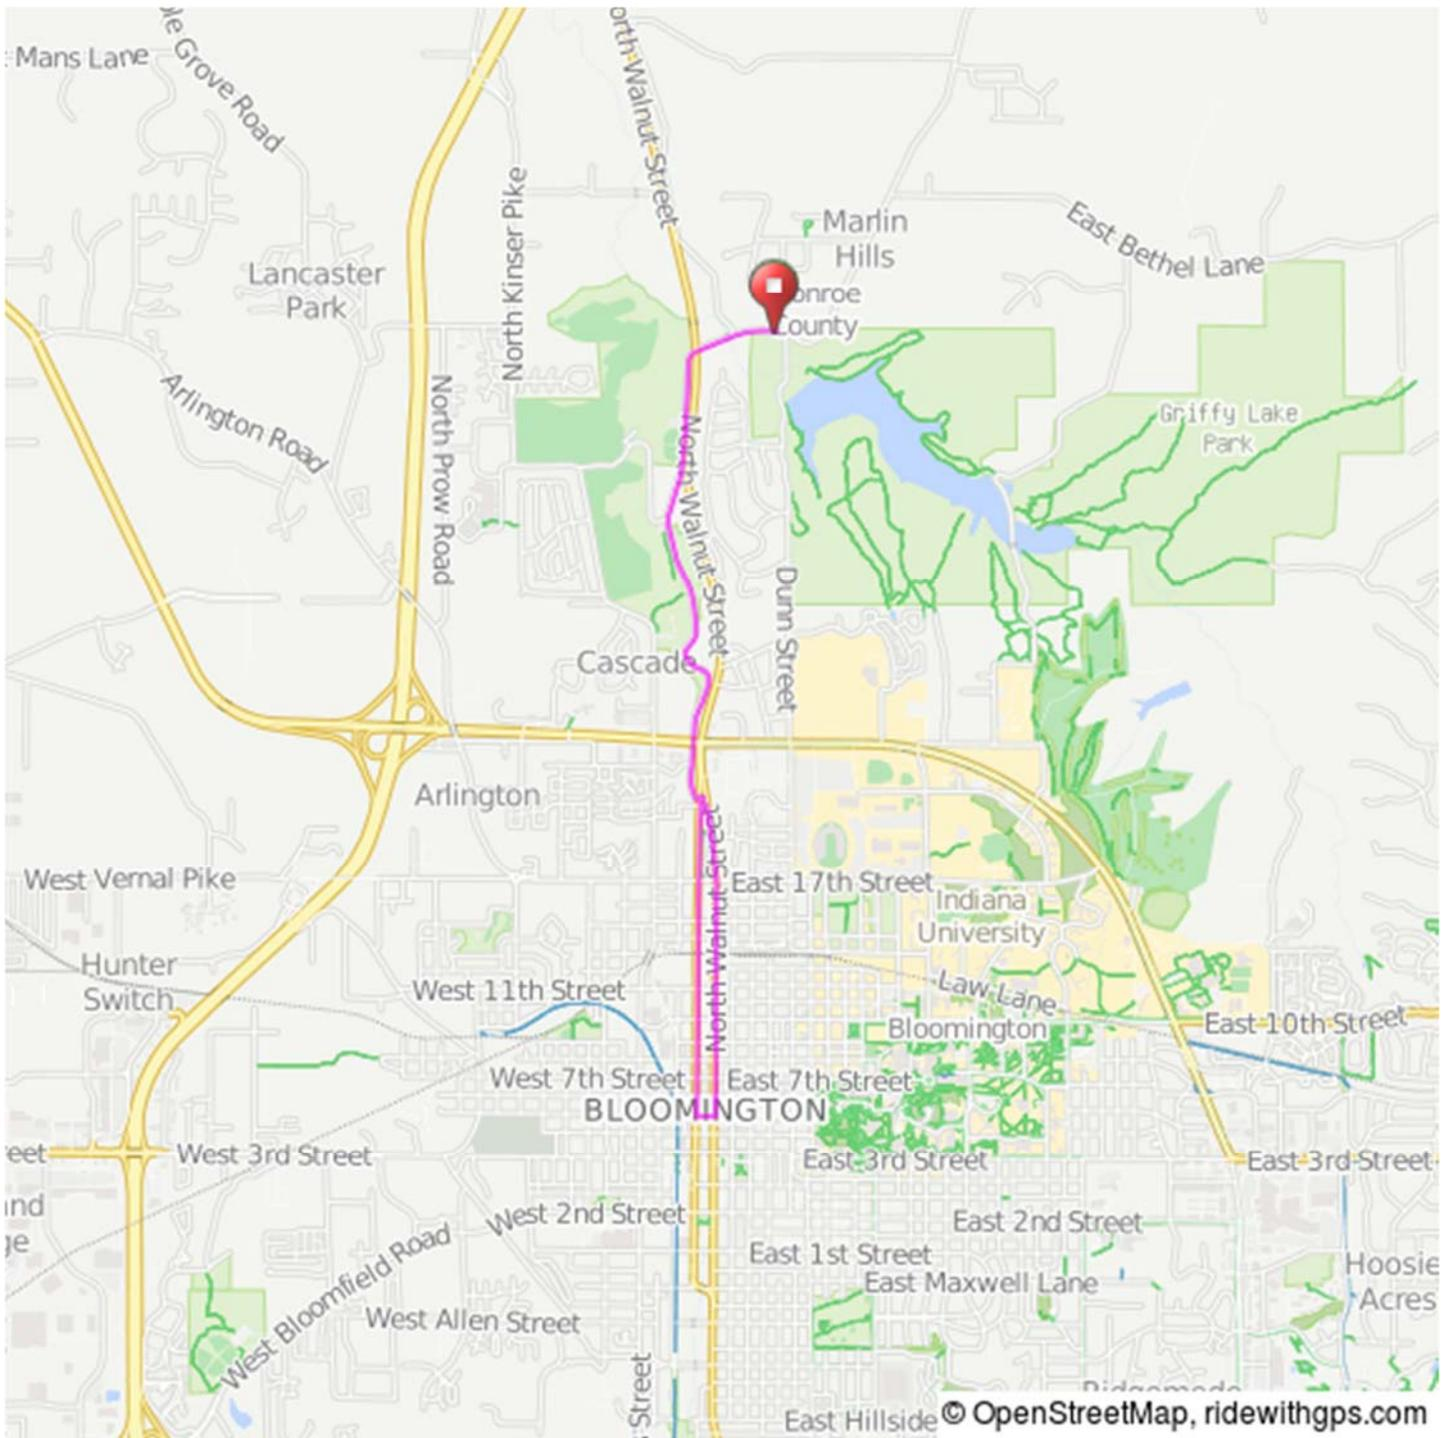 Mans Lane
ple Grove Road
orth Walnut Street
North Kinser Pike
Marlin
Hills
East Bethel Lane
Lancaster
Park
onroe
County
Arlington Road
North Prow Road
North Walnut Street
Griffy Lake
Park
Dunn Street
Cascade
Arlington
West Vernal Pike
East 17th Street
Indiana
University
North Walnut Street
Hunter
Switch
West 11th Street
Law Lane
Bloomington
East 10th Street
West 7th Street
East 7th Street
BLOOMINGTON
eet
West 3rd Street
East 3rd Street
East 3rd Street
and
ge
West 2nd Street
East 2nd Street
West Bloomfield Road
East 1st Street
East Maxwell Lane
Hoosie
Acres
West Allen Street
Street
East Hillside
© OpenStreetMap, ridewithgps.com